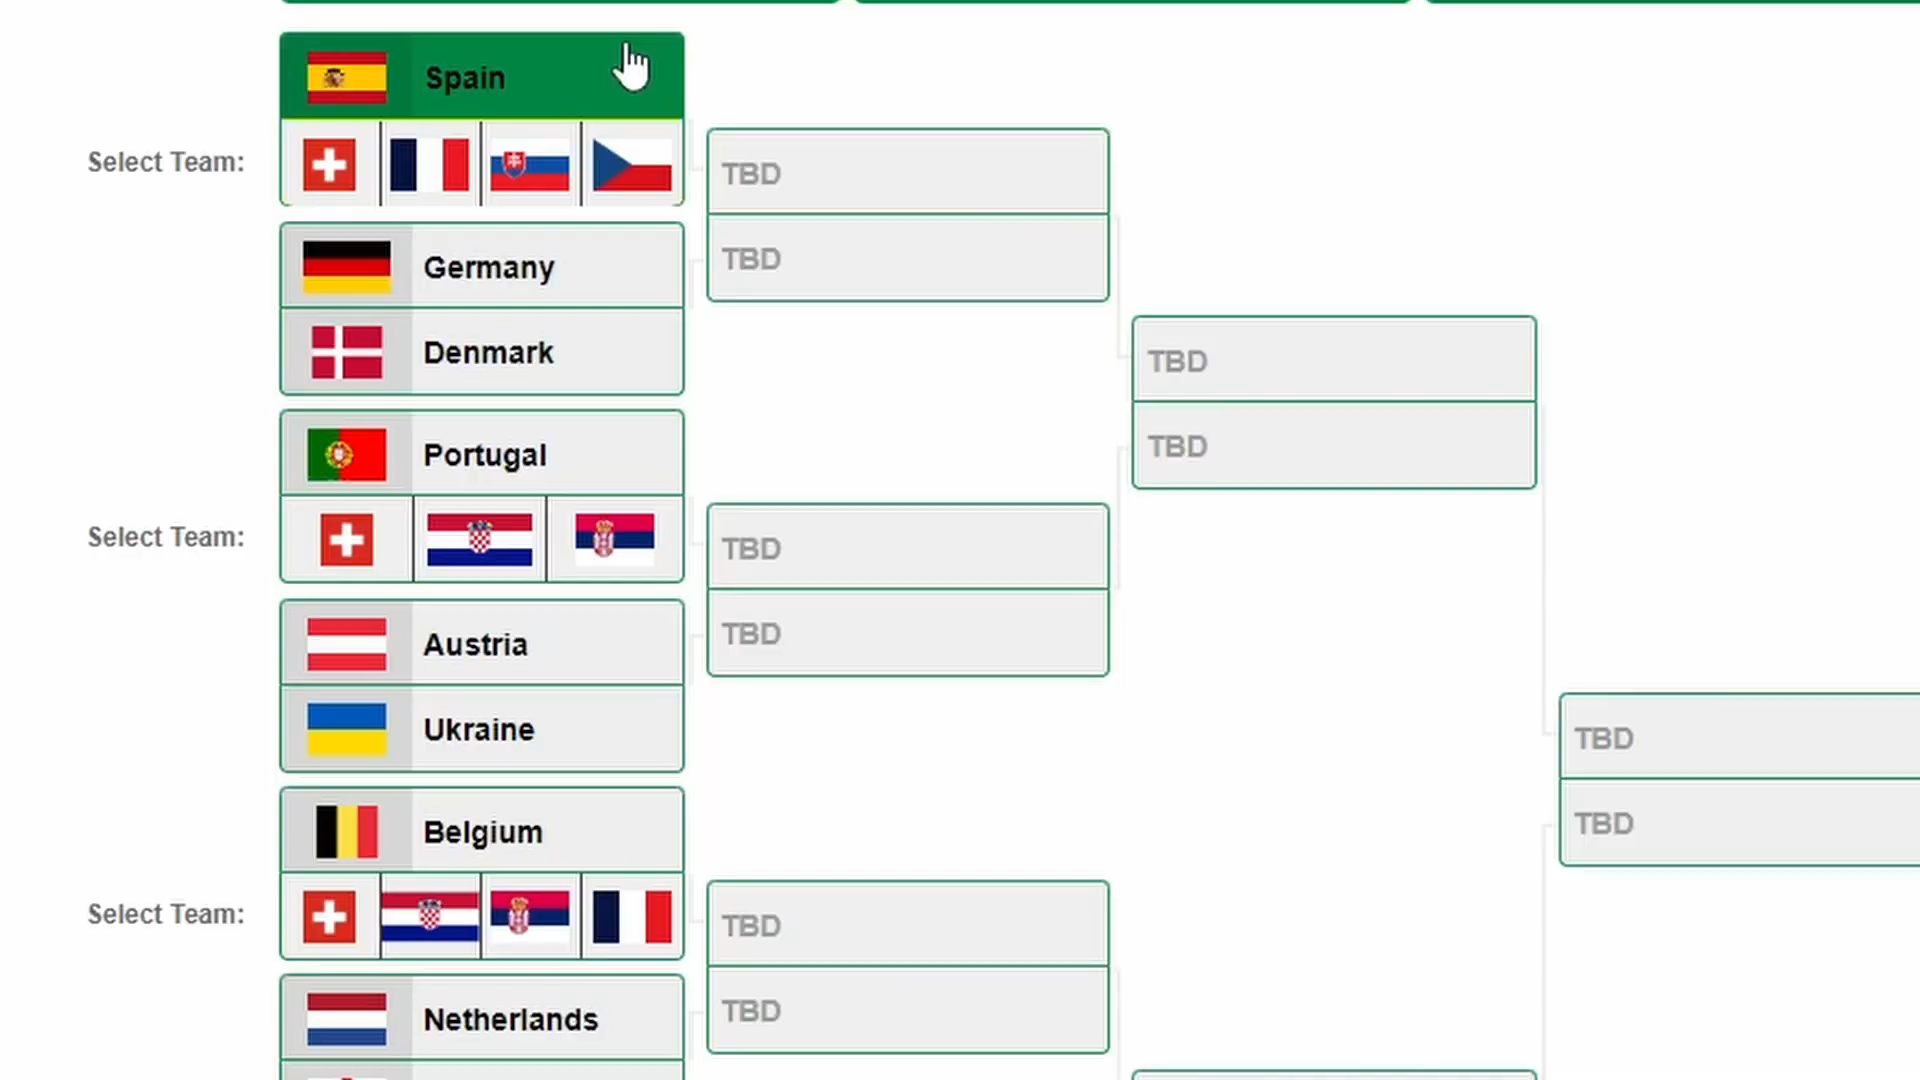 Spain
Select Team:
TBD
TBD
Germany
Denmark
TBD
TBD
Portugal
Select Team:
TBD
TBD
Austria
Ukraine
TBD
TBD
Belgium
Select Team:
TBD
TBD
Netherlands